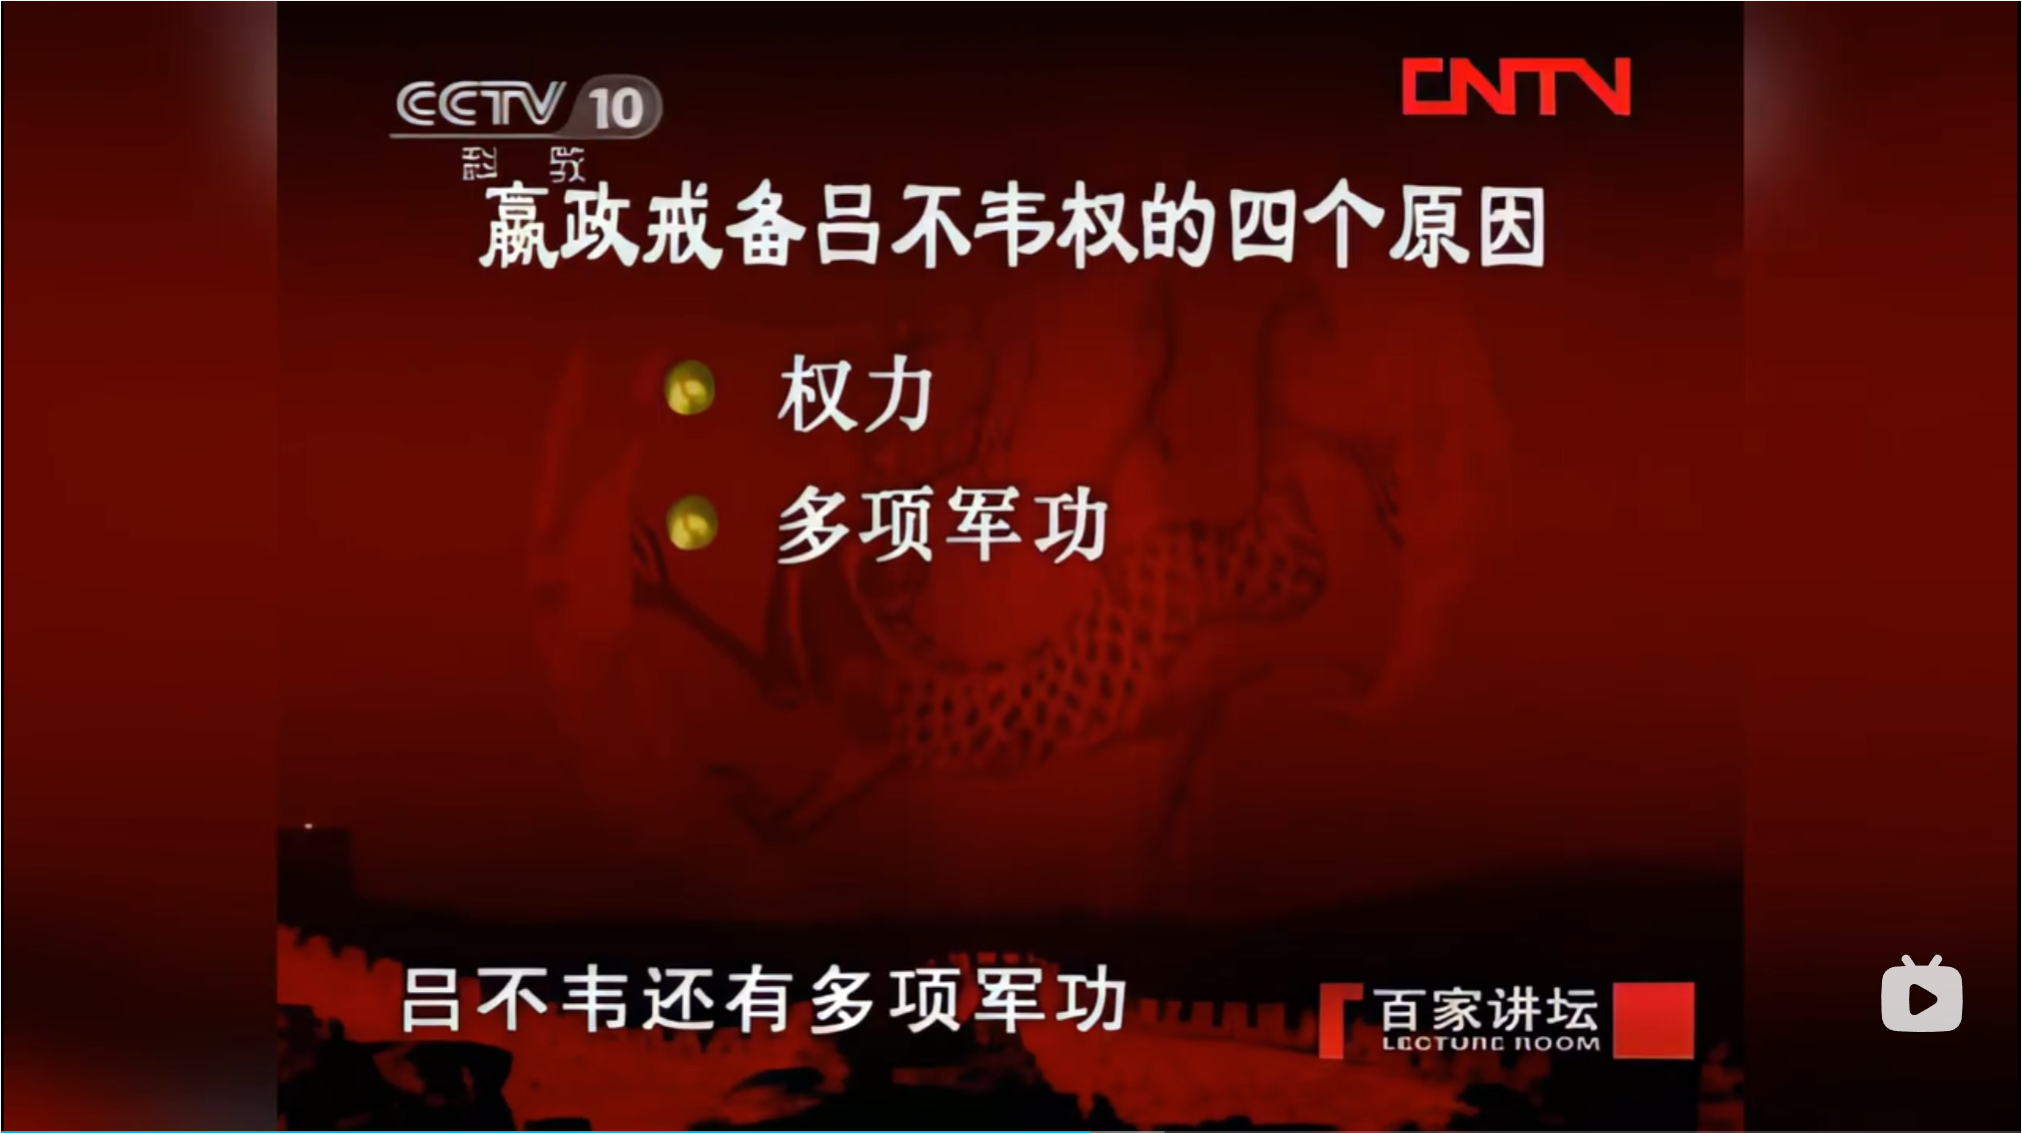 CCTV 10
CNTV
科 教
嬴政戒备吕不韦权的四个原因
权力
多项军功
吕不韦还有多项军功
百家讲坛
LECTURE ROOM